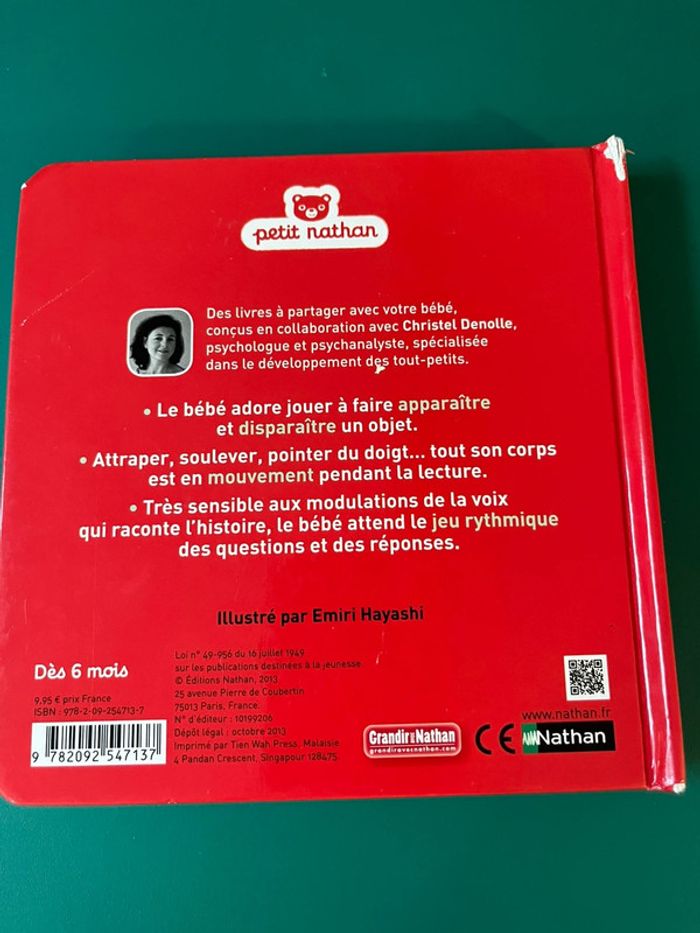 petit nathan
Des livres à partager avec votre bébé,
conçus en collaboration avec Christel Denolle,
psychologue et psychanalyste, spécialisée
dans le développement des tout-petits.
• Le bébé adore jouer à faire apparaître
et disparaître un objet.
• Attraper, soulever, pointer du doigt... tout son corps
est en mouvement pendant la lecture.
• Très sensible aux modulations de la voix
qui raconte l'histoire, le bébé attend le jeu rythmique
des questions et des réponses.
Illustré par Emiri Hayashi
Dès 6 mois
9,95 € prix France
ISBN : 978-2-09-254713-7
9 782092 547137
Loi n° 49-956 du 16 juillet 1949
sur les publications destinées à la jeunesse.
© Éditions Nathan, 2013
25 avenue Pierre de Coubertin
75013 Paris, France.
N° d'éditeur : 10199206
Dépôt légal : octobre 2013
Imprimé par Tien Wah Press, Malaisie
4 Pandan Crescent, Singapour 128475.
Grandir avec Nathan
grandiravecnathan.com
CE
www.nathan.fr
Nathan